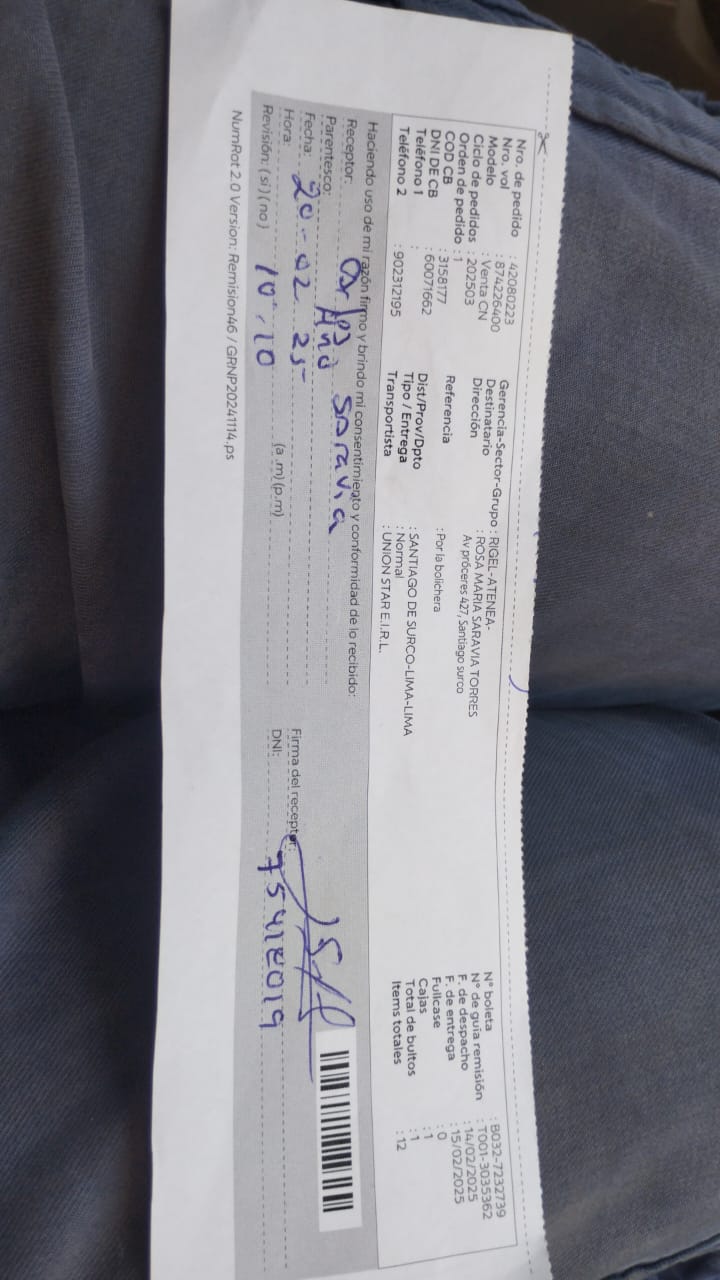 Nro. de pedido : 42080223
Nro. vol : 874226400
Modelo : Venta CN
Ciclo de pedidos : 202503
Orden de pedido : 1
COD CB : 3158177
DNI DE CB : 60071662
Teléfono 1 :
Teléfono 2 : 902312195
Gerencia-Sector-Grupo : RIGEL-ATENEA-
Destinatario : ROSA MARIA SARAVIA TORRES
Dirección Av próceres 427, Santiago surco
Referencia : Por la bolichera
Dist/Prov/Dpto : SANTIAGO DE SURCO-LIMA-LIMA
Tipo / Entrega : Normal
Transportista : UNION STAR E.I.R.L.
N° boleta : B032-7232739
N° de guía remisión : T001-3035362
F. de despacho : 14/02/2025
F. de entrega : 15/02/2025
Fullcase : 0
Cajas : 1
Total de bultos : 1
Items totales : 12
Haciendo uso de mi razón firmo y brindo mi consentimiento y conformidad de lo recibido:
Receptor: Saravia
Parentesco:
Fecha: 20-02 25
Hora: 10:10 (a.m)(p.m)
Revisión: (si)(no)
Firma del receptor:
DNI:
NumRot 2.0 Version: Remision46 / GRNP20241114.ps